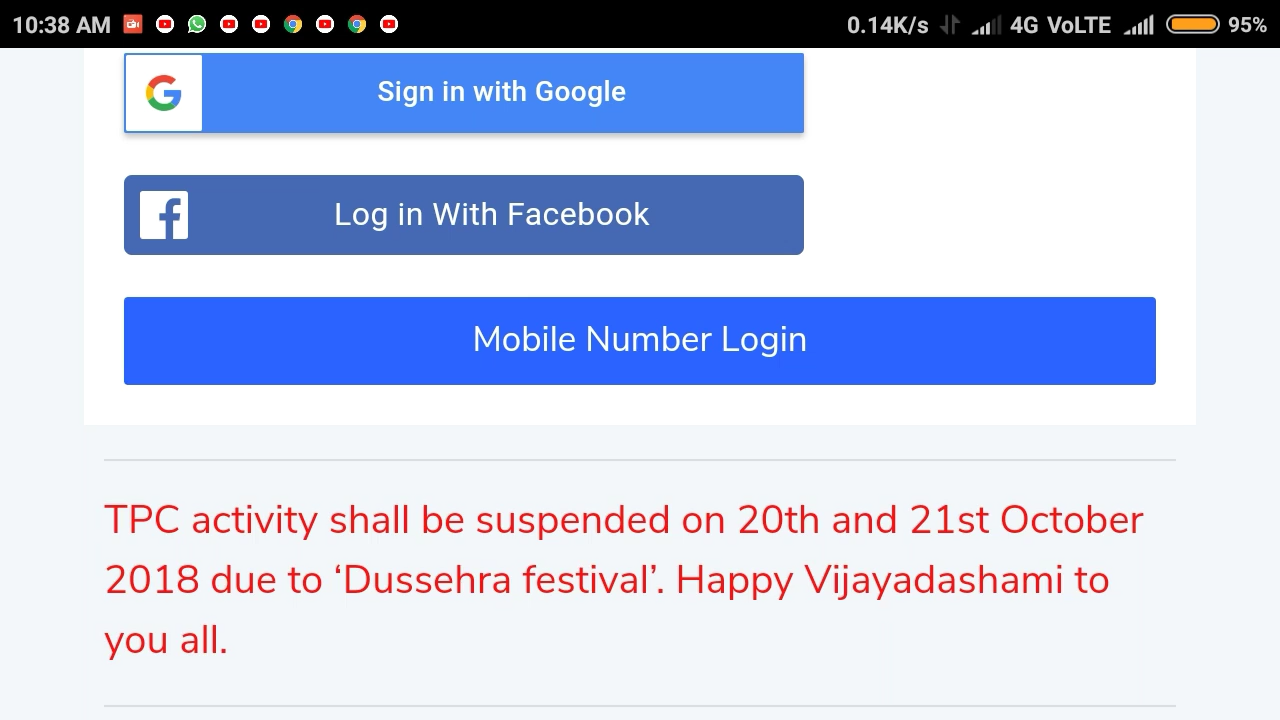 10:38 AM 0.14K/s 4G VoLTE 95%
Sign in with Google
Log in With Facebook
Mobile Number Login
TPC activity shall be suspended on 20th and 21st October
2018 due to ‘Dussehra festival’. Happy Vijayadashami to
you all.